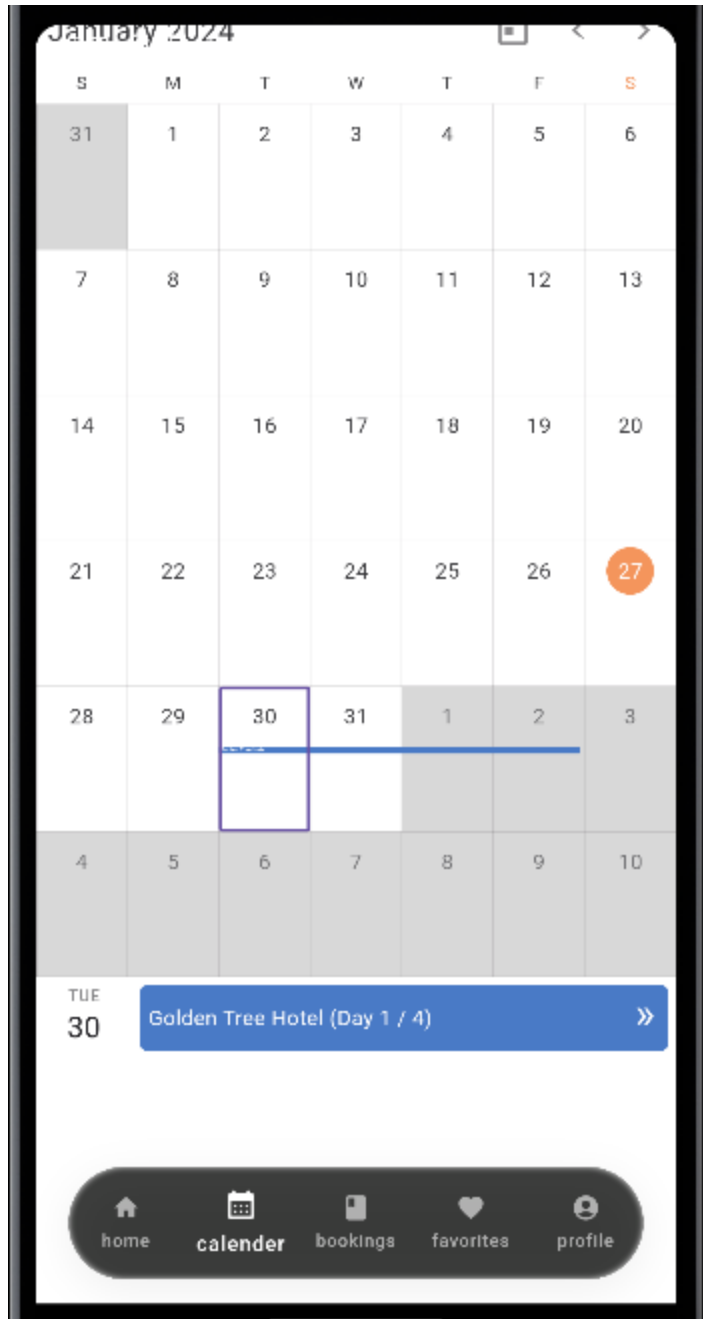 January 2024
S M T W T F S
31 1 2 3 4 5 6
7 8 9 10 11 12 13
14 15 16 17 18 19 20
21 22 23 24 25 26 27
28 29 30 31 1 2 3
4 5 6 7 8 9 10
TUE
30
Golden Tree Hotel (Day 1 / 4)
home calender bookings favorites profile